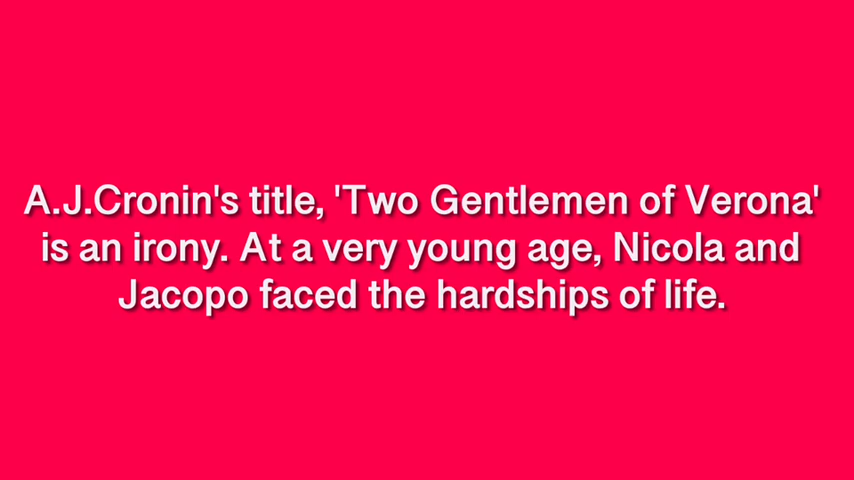 A.J.Cronin's title, 'Two Gentlemen of Verona'
is an irony. At a very young age, Nicola and
Jacopo faced the hardships of life.